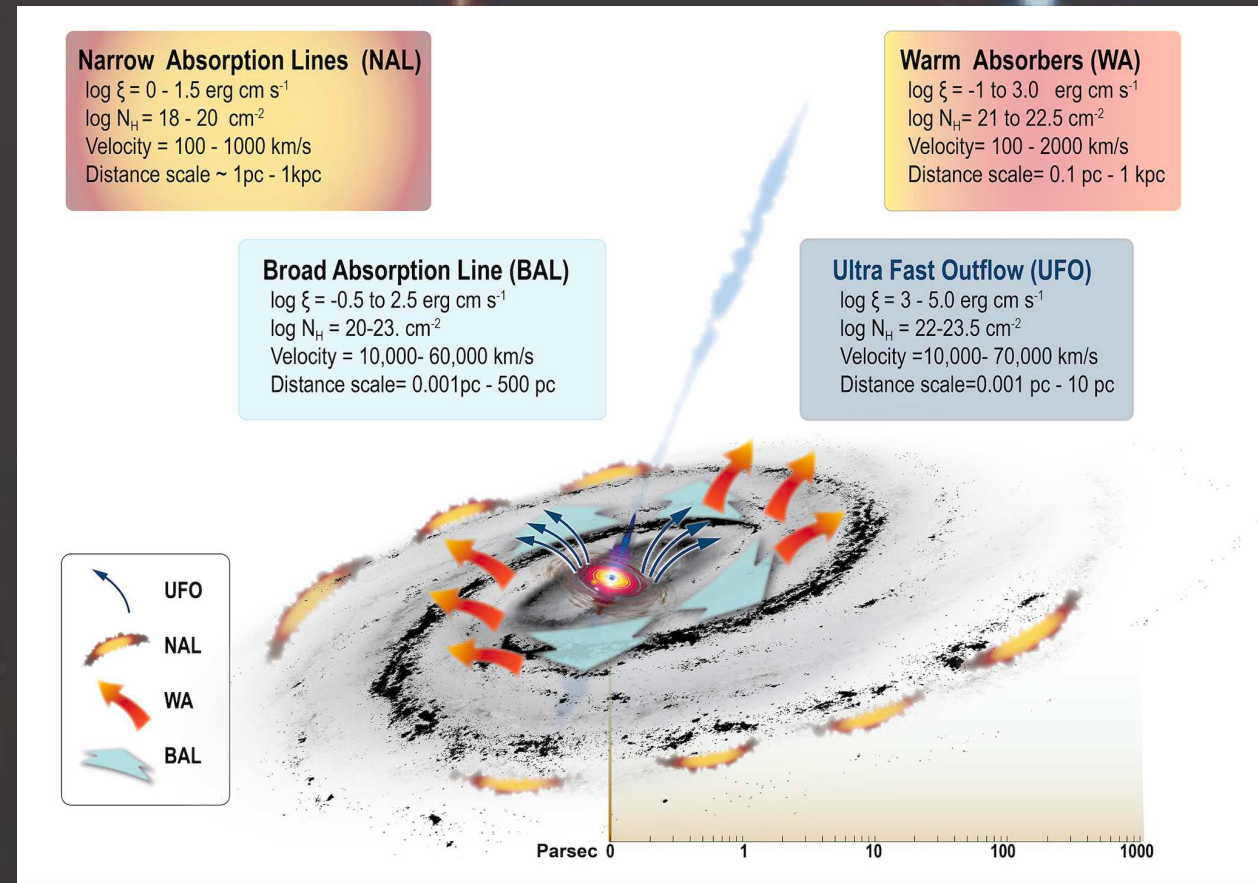 Narrow Absorption Lines (NAL)
log ξ = 0 - 1.5 erg cm s⁻¹
log N_H = 18 - 20 cm⁻²
Velocity = 100 - 1000 km/s
Distance scale ~ 1pc - 1kpc
Warm Absorbers (WA)
log ξ = -1 to 3.0 erg cm s⁻¹
log N_H= 21 to 22.5 cm⁻²
Velocity= 100 - 2000 km/s
Distance scale= 0.1 pc - 1 kpc
Broad Absorption Line (BAL)
log ξ = -0.5 to 2.5 erg cm s⁻¹
log N_H = 20-23. cm⁻²
Velocity = 10,000- 60,000 km/s
Distance scale= 0.001pc - 500 pc
Ultra Fast Outflow (UFO)
log ξ = 3 - 5.0 erg cm s⁻¹
log N_H = 22-23.5 cm⁻²
Velocity =10,000- 70,000 km/s
Distance scale=0.001 pc - 10 pc
UFO
NAL
WA
BAL
Parsec 0 1 10 100 1000